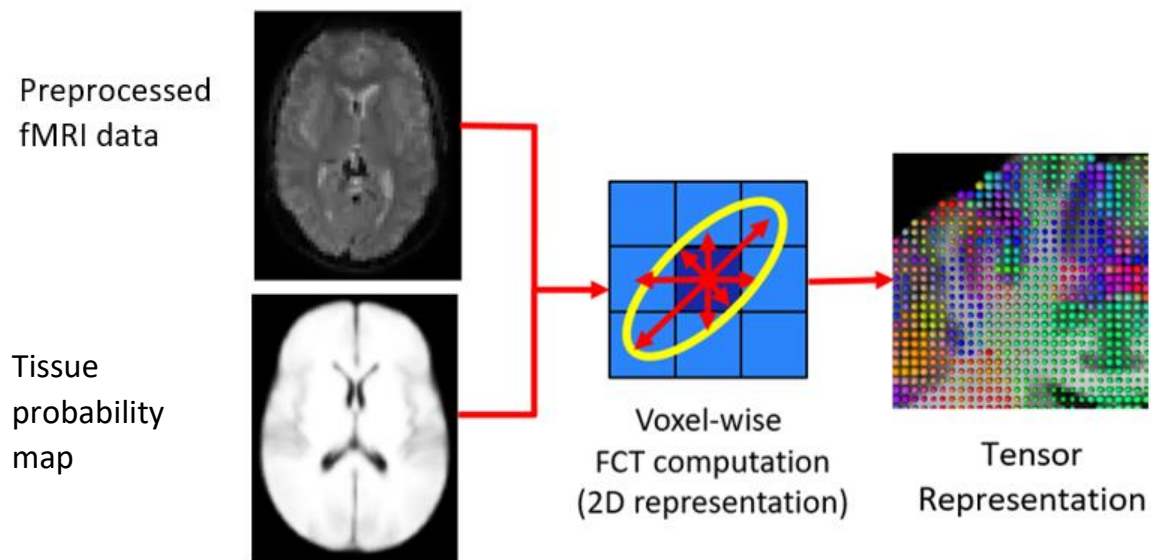 Preprocessed
fMRI data
Tissue
probability
map
Voxel-wise
FCT computation
(2D representation)
Tensor
Representation